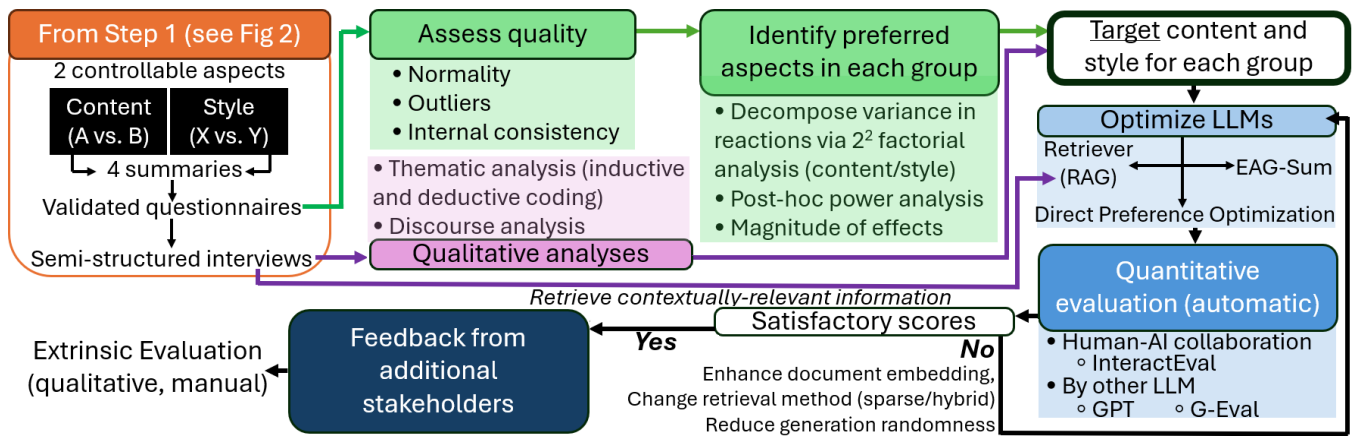 From Step 1 (see Fig 2)
2 controllable aspects
Content
(A vs. B)
Style
(X vs. Y)
4 summaries
Validated questionnaires
Semi-structured interviews
Assess quality
• Normality
• Outliers
• Internal consistency
• Thematic analysis (inductive
and deductive coding)
• Discourse analysis
Qualitative analyses
Identify preferred
aspects in each group
• Decompose variance in
reactions via 2² factorial
analysis (content/style)
• Post-hoc power analysis
• Magnitude of effects
Target content and
style for each group
Optimize LLMs
Retriever
(RAG)
EAG-Sum
Direct Preference Optimization
Retrieve contextually-relevant information
Quantitative
evaluation (automatic)
• Human-AI collaboration
◦ InteractEval
• By other LLM
◦ GPT ◦ G-Eval
Satisfactory scores
Yes
No
Enhance document embedding,
Change retrieval method (sparse/hybrid)
Reduce generation randomness
Feedback from
additional
stakeholders
Extrinsic Evaluation
(qualitative, manual)